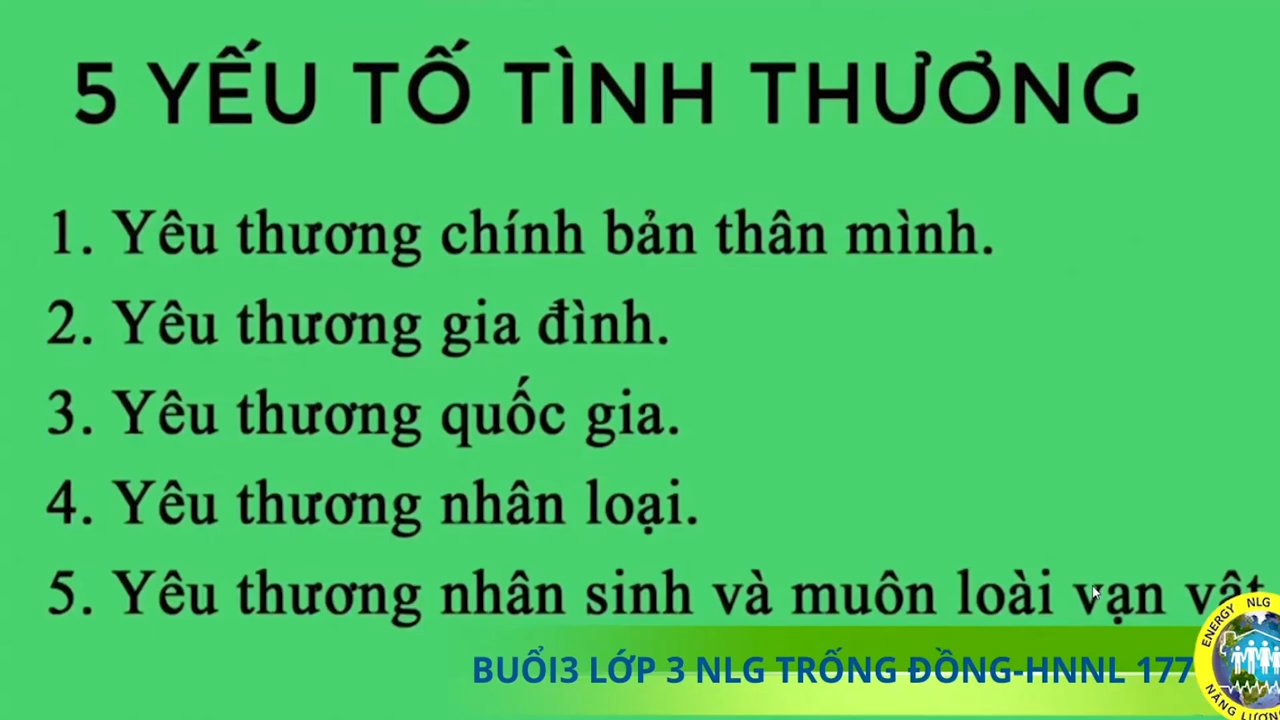 5 YẾU TỐ TÌNH THƯƠNG
1. Yêu thương chính bản thân mình.
2. Yêu thương gia đình.
3. Yêu thương quốc gia.
4. Yêu thương nhân loại.
5. Yêu thương nhân sinh và muôn loài vạn vật
BUỔI3 LỚP 3 NLG TRỐNG ĐỒNG-HNNL 177
ENERGY NLG
NĂNG LƯỢNG